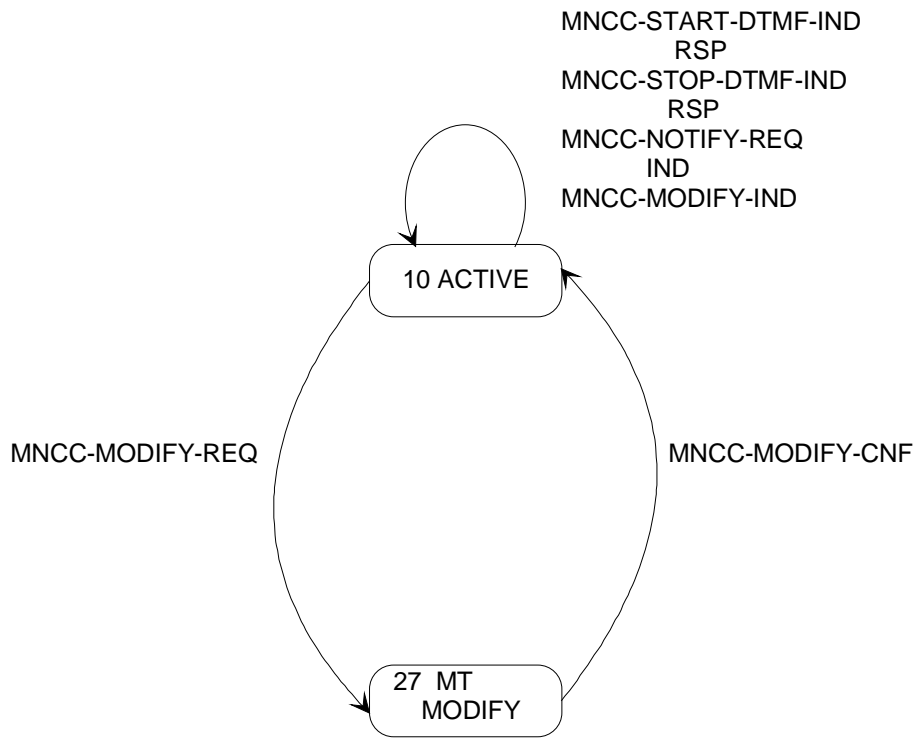 MNCC-START-DTMF-IND
RSP
MNCC-STOP-DTMF-IND
RSP
MNCC-NOTIFY-REQ
IND
MNCC-MODIFY-IND
10 ACTIVE
MNCC-MODIFY-REQ
MNCC-MODIFY-CNF
27 MT
MODIFY